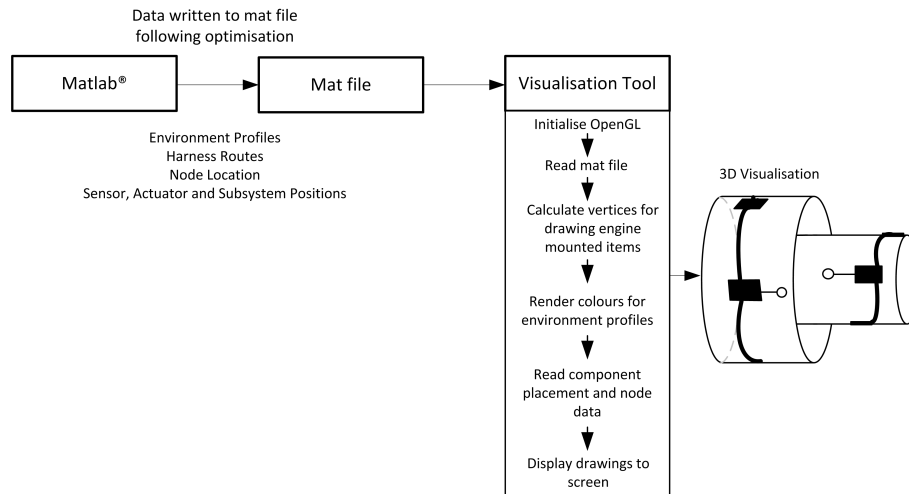 Data written to mat file
following optimisation
Matlab®
Mat file
Visualisation Tool
Environment Profiles
Harness Routes
Node Location
Sensor, Actuator and Subsystem Positions
Initialise OpenGL
Read mat file
Calculate vertices for
drawing engine
mounted items
Render colours for
environment profiles
Read component
placement and node
data
Display drawings to
screen
3D Visualisation